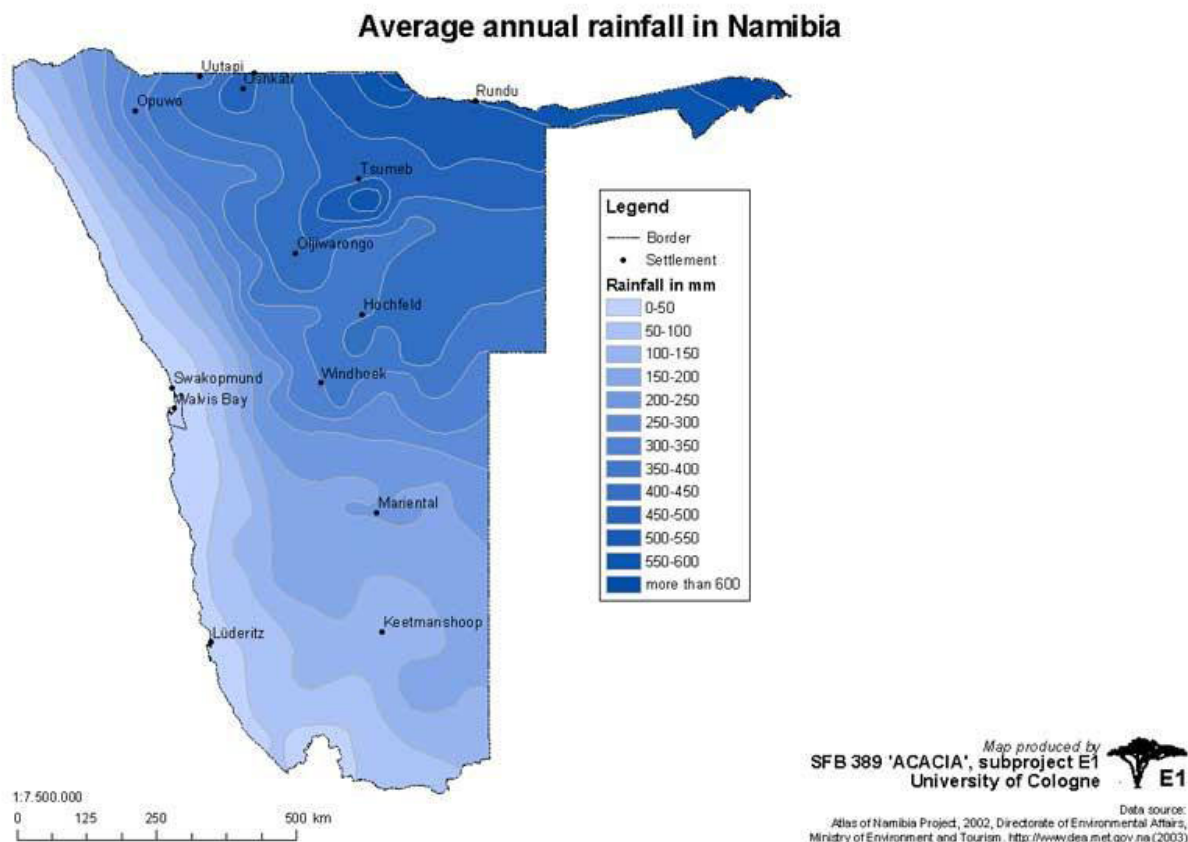 Average annual rainfall in Namibia
Uutapi
Oshkati
Opuwo
Rundu
Tsumeb
Oijiwarongo
Hochfeld
Windhoek
Swakopmund
Walvis Bay
Mariental
Keetmanshoop
Lüderitz
Legend
Border
Settlement
Rainfall in mm
0-50
50-100
100-150
150-200
200-250
250-300
300-350
350-400
400-450
450-500
500-550
550-600
more than 600
1:7.500.000
0 125 250 500 km
Map produced by
SFB 389 'ACACIA', subproject E1
University of Cologne
E1
Data source:
Atlas of Namibia Project, 2002, Directorate of Environmental Affairs,
Ministry of Environment and Tourism, http://www.dea.met.gov.na (2003)